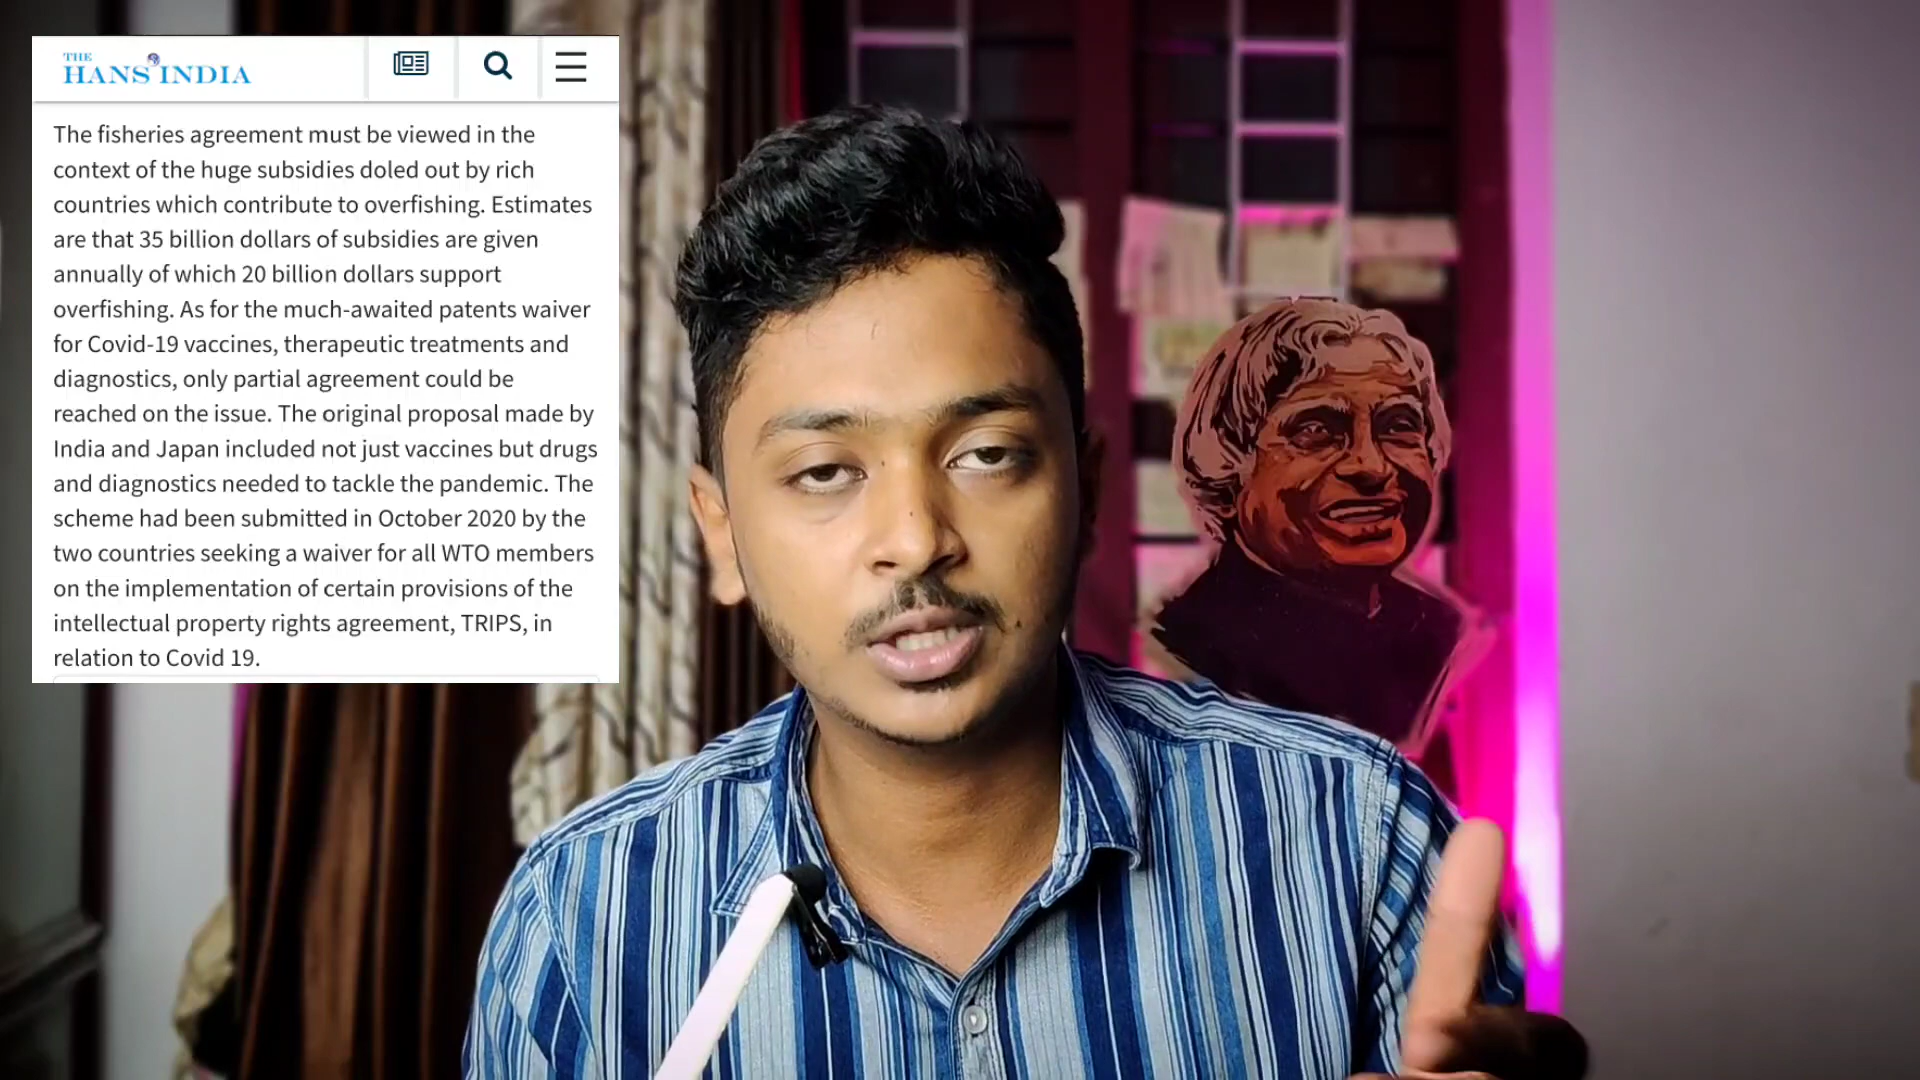 THE
HANS INDIA
The fisheries agreement must be viewed in the
context of the huge subsidies doled out by rich
countries which contribute to overfishing. Estimates
are that 35 billion dollars of subsidies are given
annually of which 20 billion dollars support
overfishing. As for the much-awaited patents waiver
for Covid-19 vaccines, therapeutic treatments and
diagnostics, only partial agreement could be
reached on the issue. The original proposal made by
India and Japan included not just vaccines but drugs
and diagnostics needed to tackle the pandemic. The
scheme had been submitted in October 2020 by the
two countries seeking a waiver for all WTO members
on the implementation of certain provisions of the
intellectual property rights agreement, TRIPS, in
relation to Covid 19.